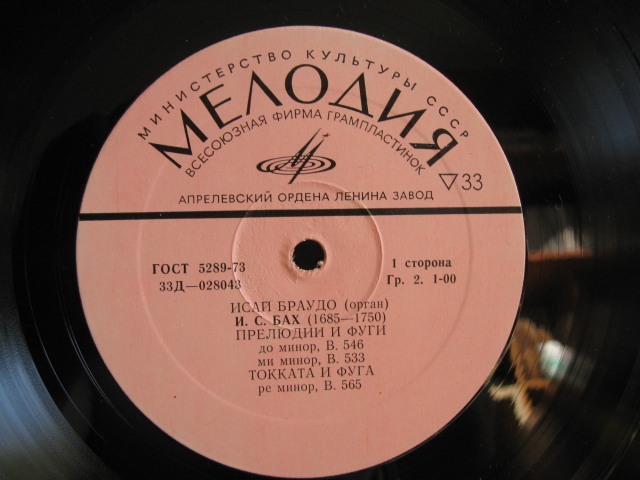 МИНИСТЕРСТВО КУЛЬТУРЫ СССР
МЕЛОДИЯ
ВСЕСОЮЗНАЯ ФИРМА ГРАМПЛАСТИНОК
▽33
АПРЕЛЕВСКИЙ ОРДЕНА ЛЕНИНА ЗАВОД
ГОСТ 5289-73
33Д—028043
1 сторона
Гр. 2. 1-00
ИСАП БРАУДО (орган)
И. С. БАХ (1685—1750)
ПРЕЛЮДИИ И ФУГИ
до минор, В. 546
ми минор, В. 533
ТОККАТА И ФУГА
ре минор, В. 565